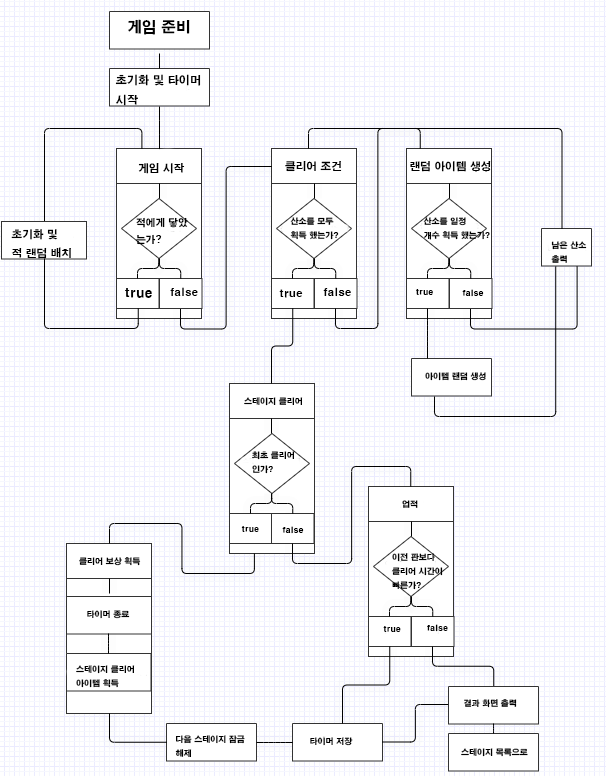 게임 준비
초기화 및 타이머
시작
게임 시작
클리어 조건
랜덤 아이템 생성
적에게 닿았
는가?
산소를 모두
획득 했는가?
산소를 일정
개수 획득 했는가?
초기화 및
적 랜덤 배치
남은 산소
출력
true
false
true
false
true
false
아이템 랜덤 생성
스테이지 클리어
최초 클리어
인가?
true
false
업적
이전 판보다
클리어 시간이
빠른가?
true
false
클리어 보상 획득
타이머 종료
스테이지 클리어
아이템 획득
다음 스테이지 잠금
해제
타이머 저장
결과 화면 출력
스테이지 목록으로